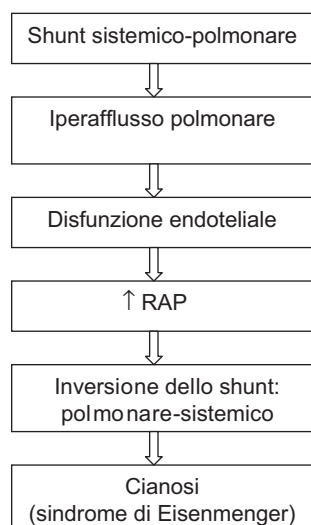 Shunt sistemico-polmonare
Iperafflusso polmonare
Disfunzione endoteliale
↑ RAP
Inversione dello shunt:
polmonare-sistemico
Cianosi
(sindrome di Eisenmenger)